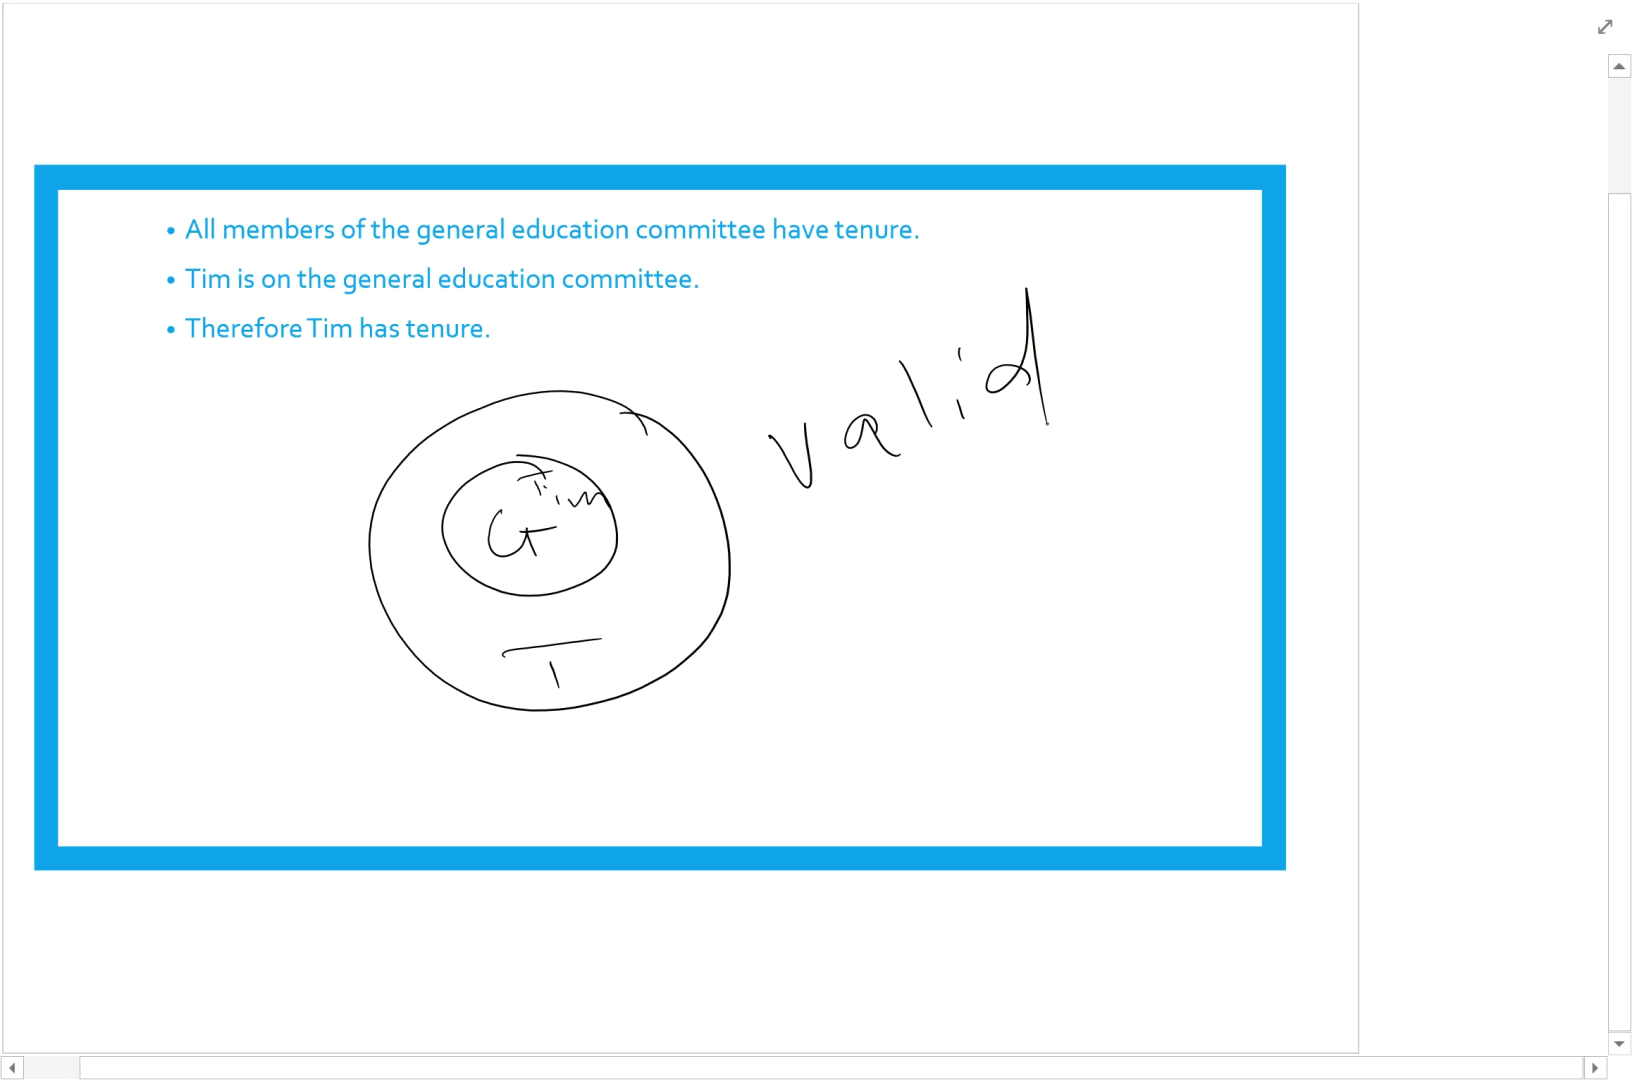 • All members of the general education committee have tenure.
• Tim is on the general education committee.
• Therefore Tim has tenure.
valid
Tim
G
T